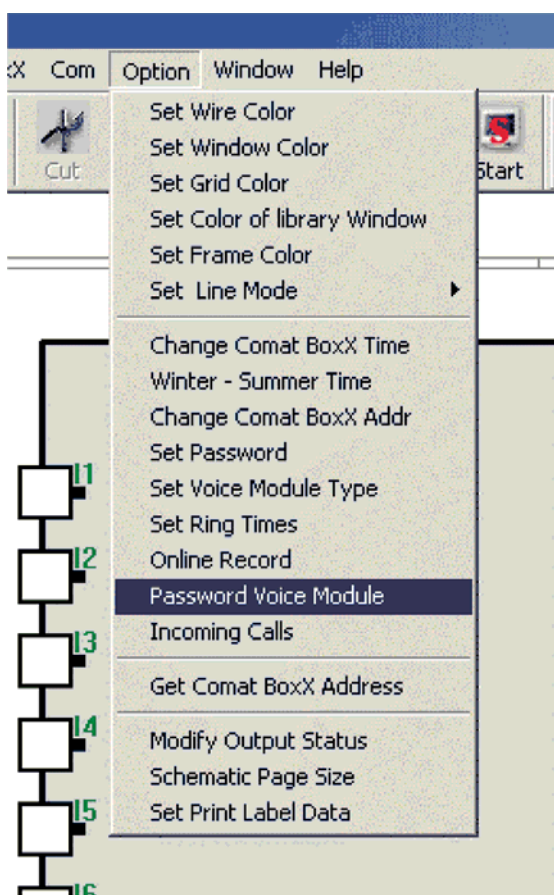 xX Com Option Window Help
Cut
S
Start
Set Wire Color
Set Window Color
Set Grid Color
Set Color of library Window
Set Frame Color
Set Line Mode
Change Comat BoxX Time
Winter - Summer Time
Change Comat BoxX Addr
Set Password
Set Voice Module Type
Set Ring Times
Online Record
Password Voice Module
Incoming Calls
Get Comat BoxX Address
Modify Output Status
Schematic Page Size
Set Print Label Data
I1
I2
I3
I4
I5
I6